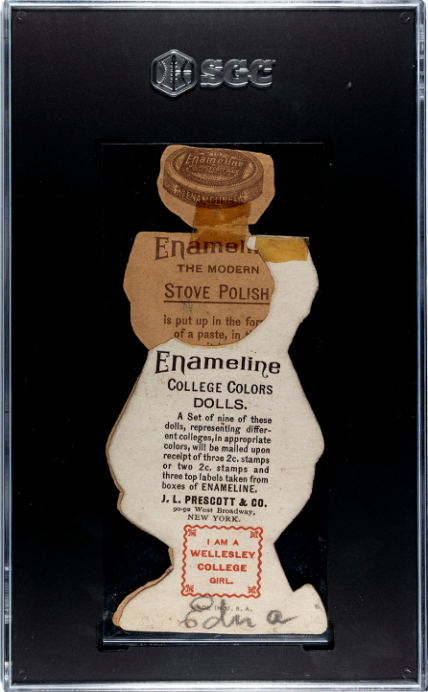 SGC
Enameline
ENAMELINE
Enamelin
THE MODERN
STOVE POLISH
is put up in the for
of a paste, in
Enameline
COLLEGE COLORS
DOLLS.
A Set of nine of these
dolls, representing differ-
ent colleges, in appropriate
colors, will be mailed upon
receipt of three 2c. stamps
or two 2c. stamps and
three top labels taken from
boxes of ENAMELINE.
J. L. PRESCOTT & CO.
90-92 West Broadway,
NEW YORK.
I AM A
WELLESLEY
COLLEGE
GIRL.
IN U. S. A.
Edna